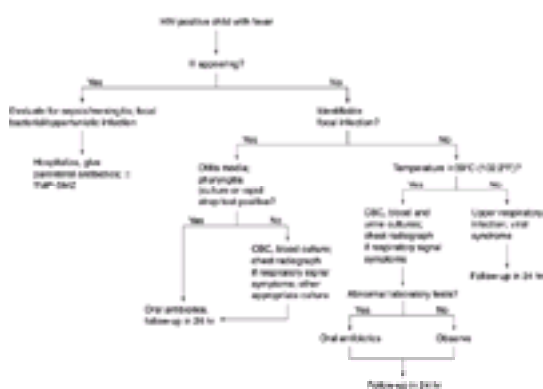 HIV-positive child with fever
Ill appearing?
Yes
No
Evaluate for sepsis/meningitis; focal
bacterial/opportunistic infection
Identifiable
focal infection?
Hospitalize, give
parenteral antibiotics; ±
TMP-SMZ
Yes
No
Otitis media;
pharyngitis
(culture or rapid
strep test positive?)
Temperature
Yes
No
Yes
No
CBC, blood and
urine cultures;
chest radiograph
if respiratory signs/
symptoms
Upper respiratory
infection, viral
syndrome
CBC, blood culture;
chest radiograph
if respiratory signs/
symptoms; other
appropriate culture
Follow-up in 24 hr
Oral antibiotics,
follow-up in 24 hr
Abnormal laboratory tests?
Yes
No
Oral antibiotics
Observe
Follow-up in 24 hr